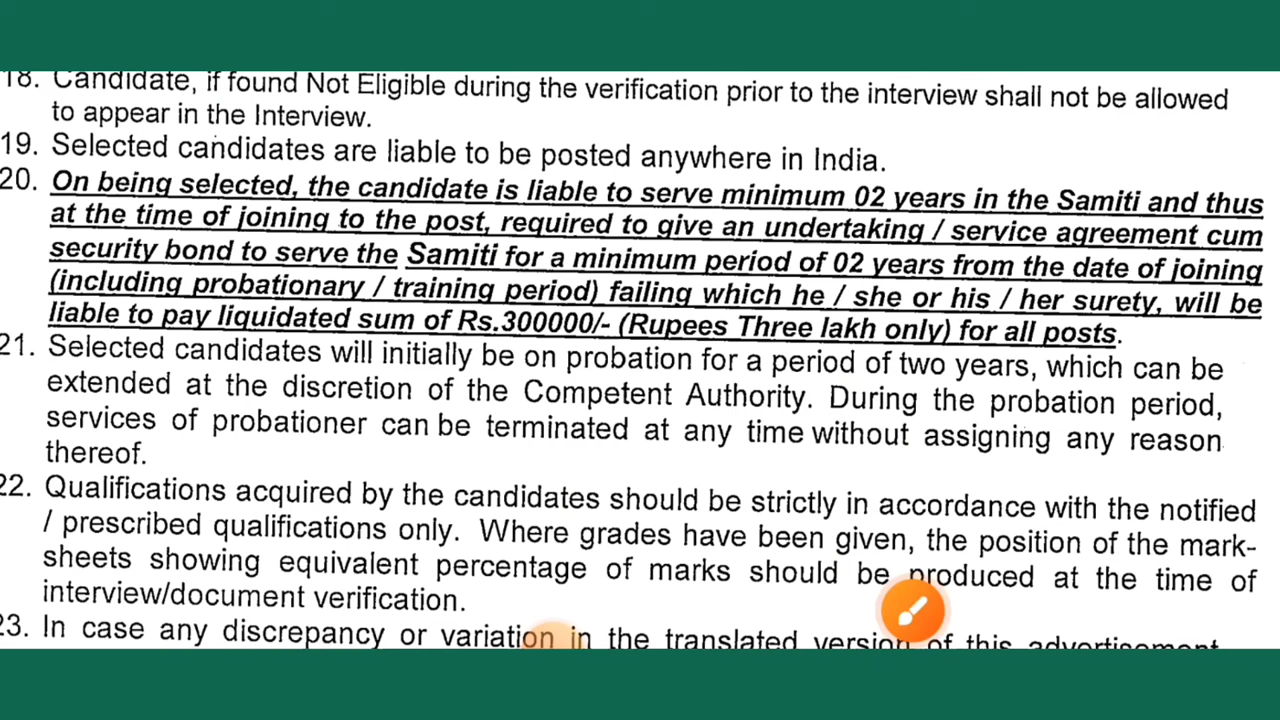 18. Candidate, if found Not Eligible during the verification prior to the interview shall not be allowed
to appear in the Interview.
19. Selected candidates are liable to be posted anywhere in India.
20. On being selected, the candidate is liable to serve minimum 02 years in the Samiti and thus
at the time of joining to the post, required to give an undertaking / service agreement cum
security bond to serve the Samiti for a minimum period of 02 years from the date of joining
(including probationary / training period) failing which he / she or his / her surety, will be
liable to pay liquidated sum of Rs.300000/- (Rupees Three lakh only) for all posts.
21. Selected candidates will initially be on probation for a period of two years, which can be
extended at the discretion of the Competent Authority. During the probation period,
services of probationer can be terminated at any time without assigning any reason
thereof.
22. Qualifications acquired by the candidates should be strictly in accordance with the notified
/ prescribed qualifications only. Where grades have been given, the position of the mark-
sheets showing equivalent percentage of marks should be produced at the time of
interview/document verification.
23. In case any discrepancy or variation in the translated version of this advertisement